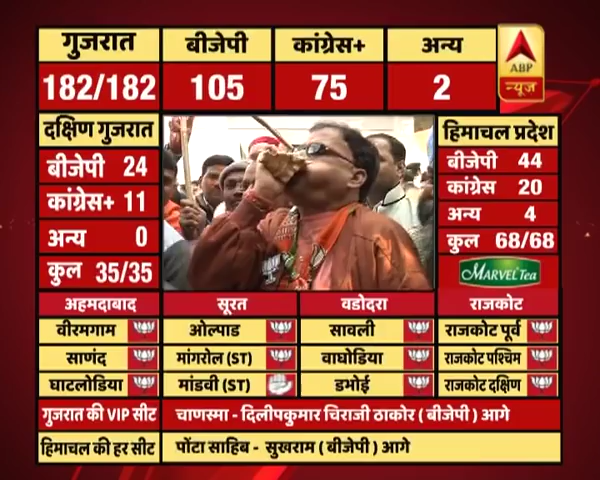 गुजरात बीजेपी कांग्रेस+ अन्य
182/182 105 75 2
ABP
न्यूज़
दक्षिण गुजरात
बीजेपी 24
कांग्रेस+ 11
अन्य 0
कुल 35/35
हिमाचल प्रदेश
बीजेपी 44
कांग्रेस 20
अन्य 4
कुल 68/68
MARVEL Tea
अहमदाबाद सूरत वडोदरा राजकोट
वीरमगाम ओल्पाड सावली राजकोट पूर्व
साणंद मांगरोल (ST) वाघोडिया राजकोट पश्चिम
घाटलोडिया मांडवी (ST) डभोई राजकोट दक्षिण
गुजरात की VIP सीट चाणस्मा - दिलीपकुमार चिराजी ठाकोर ( बीजेपी ) आगे
हिमाचल की हर सीट पोंटा साहिब - सुखराम ( बीजेपी ) आगे